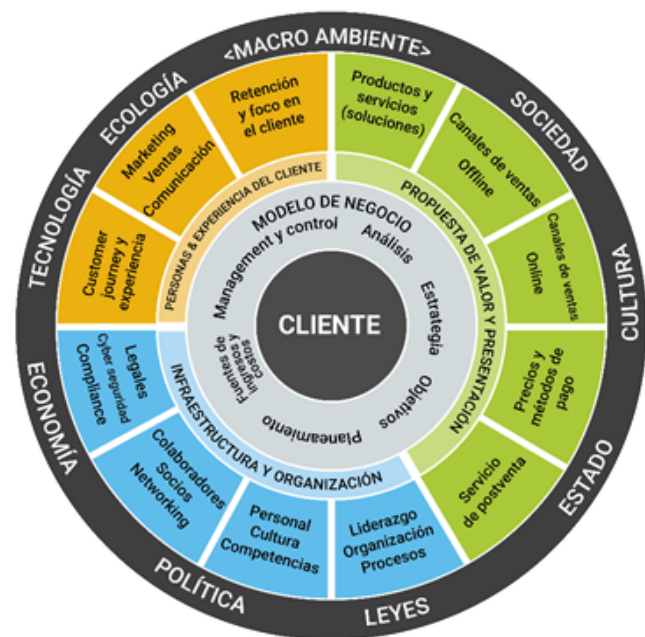 <MACRO AMBIENTE>
SOCIEDAD
CULTURA
ESTADO
LEYES
POLÍTICA
ECONOMÍA
TECNOLOGÍA
ECOLOGÍA
Productos y
servicios
(soluciones)
Canales de ventas
Offline
Canales de ventas
Online
Precios y
métodos de
pago
Servicio
de postventa
Liderazgo
Organización
Procesos
Personal
Cultura
Competencias
Colaboradores
Socios
Networking
Legales
Cyber seguridad
Compliance
Customer
journey y
experiencia
Marketing
Ventas
Comunicación
Retención
y foco en
el cliente
PERSONAS & EXPERIENCIA DEL CLIENTE
PROPUESTA DE VALOR Y PRESENTACIÓN
INFRAESTRUCTURA Y ORGANIZACIÓN
MODELO DE NEGOCIO
Management y control
Análisis
Estrategia
Objetivos
Planeamiento
Fuentes de
ingresos y
costos
CLIENTE